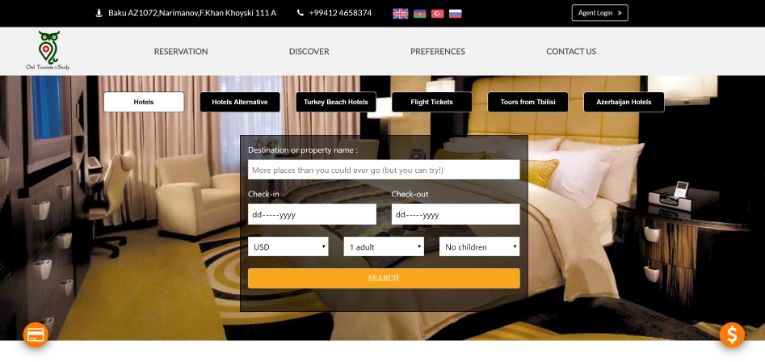 Baku AZ1072,Narimanov,F.Khan Khoyski 111 A
+99412 4658374
Agent Login »
Owl Tourism & Study
RESERVATION
DISCOVER
PREFERENCES
CONTACT US
Hotels
Hotels Alternative
Turkey Beach Hotels
Flight Tickets
Tours from Tbilisi
Azerbaijan Hotels
Destination or property name :
More places than you could ever go (but you can try!)
Check-in
Check-out
dd-----yyyy
dd-----yyyy
USD
1 adult
No children
SEARCH
$